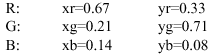 R: xr=0.67 yr=0.33
G: xg=0.21 yg=0.71
B: xb=0.14 yb=0.08